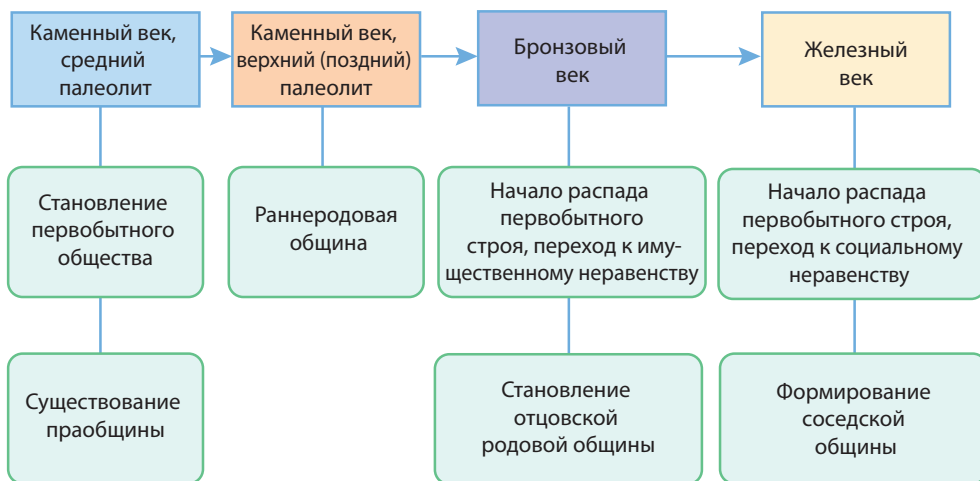 Каменный век,
средний
палеолит
Каменный век,
верхний (поздний)
палеолит
Бронзовый
век
Железный
век
Становление
первобытного
общества
Раннеродовая
община
Начало распада
первобытного
строя, переход к иму-
щественному неравенству
Начало распада
первобытного строя,
переход к социальному
неравенству
Существование
праобщины
Становление
отцовской
родовой общины
Формирование
соседской
общины